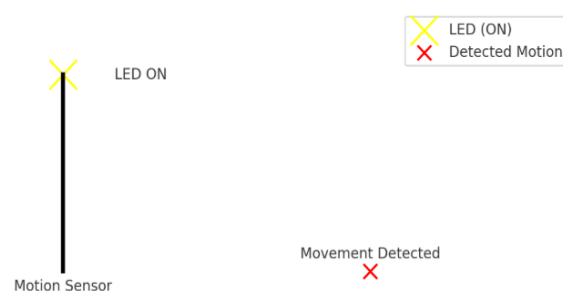 LED (ON)
Detected Motion
LED ON
Movement Detected
Motion Sensor